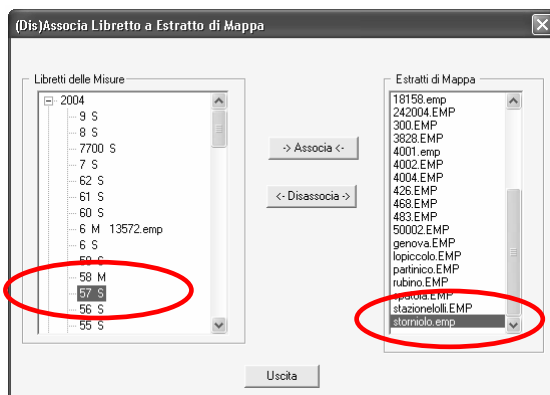 (Dis)Associa Libretto a Estratto di Mappa
Libretti delle Misure
2004
9 S
8 S
7700 S
7 S
62 S
61 S
60 S
6 M 13572.emp
6 S
59 S
58 M
57 S
56 S
55 S
-> Associa <-
<- Disassocia ->
Estratti di Mappa
18158.emp
242004.EMP
300.EMP
3828.EMP
4001.emp
4002.EMP
4004.EMP
426.EMP
468.EMP
483.EMP
50002.EMP
genova.EMP
lopiccolo.EMP
partinico.EMP
rubino.EMP
spatola.EMP
stazionelolli.EMP
storniolo.emp
Uscita